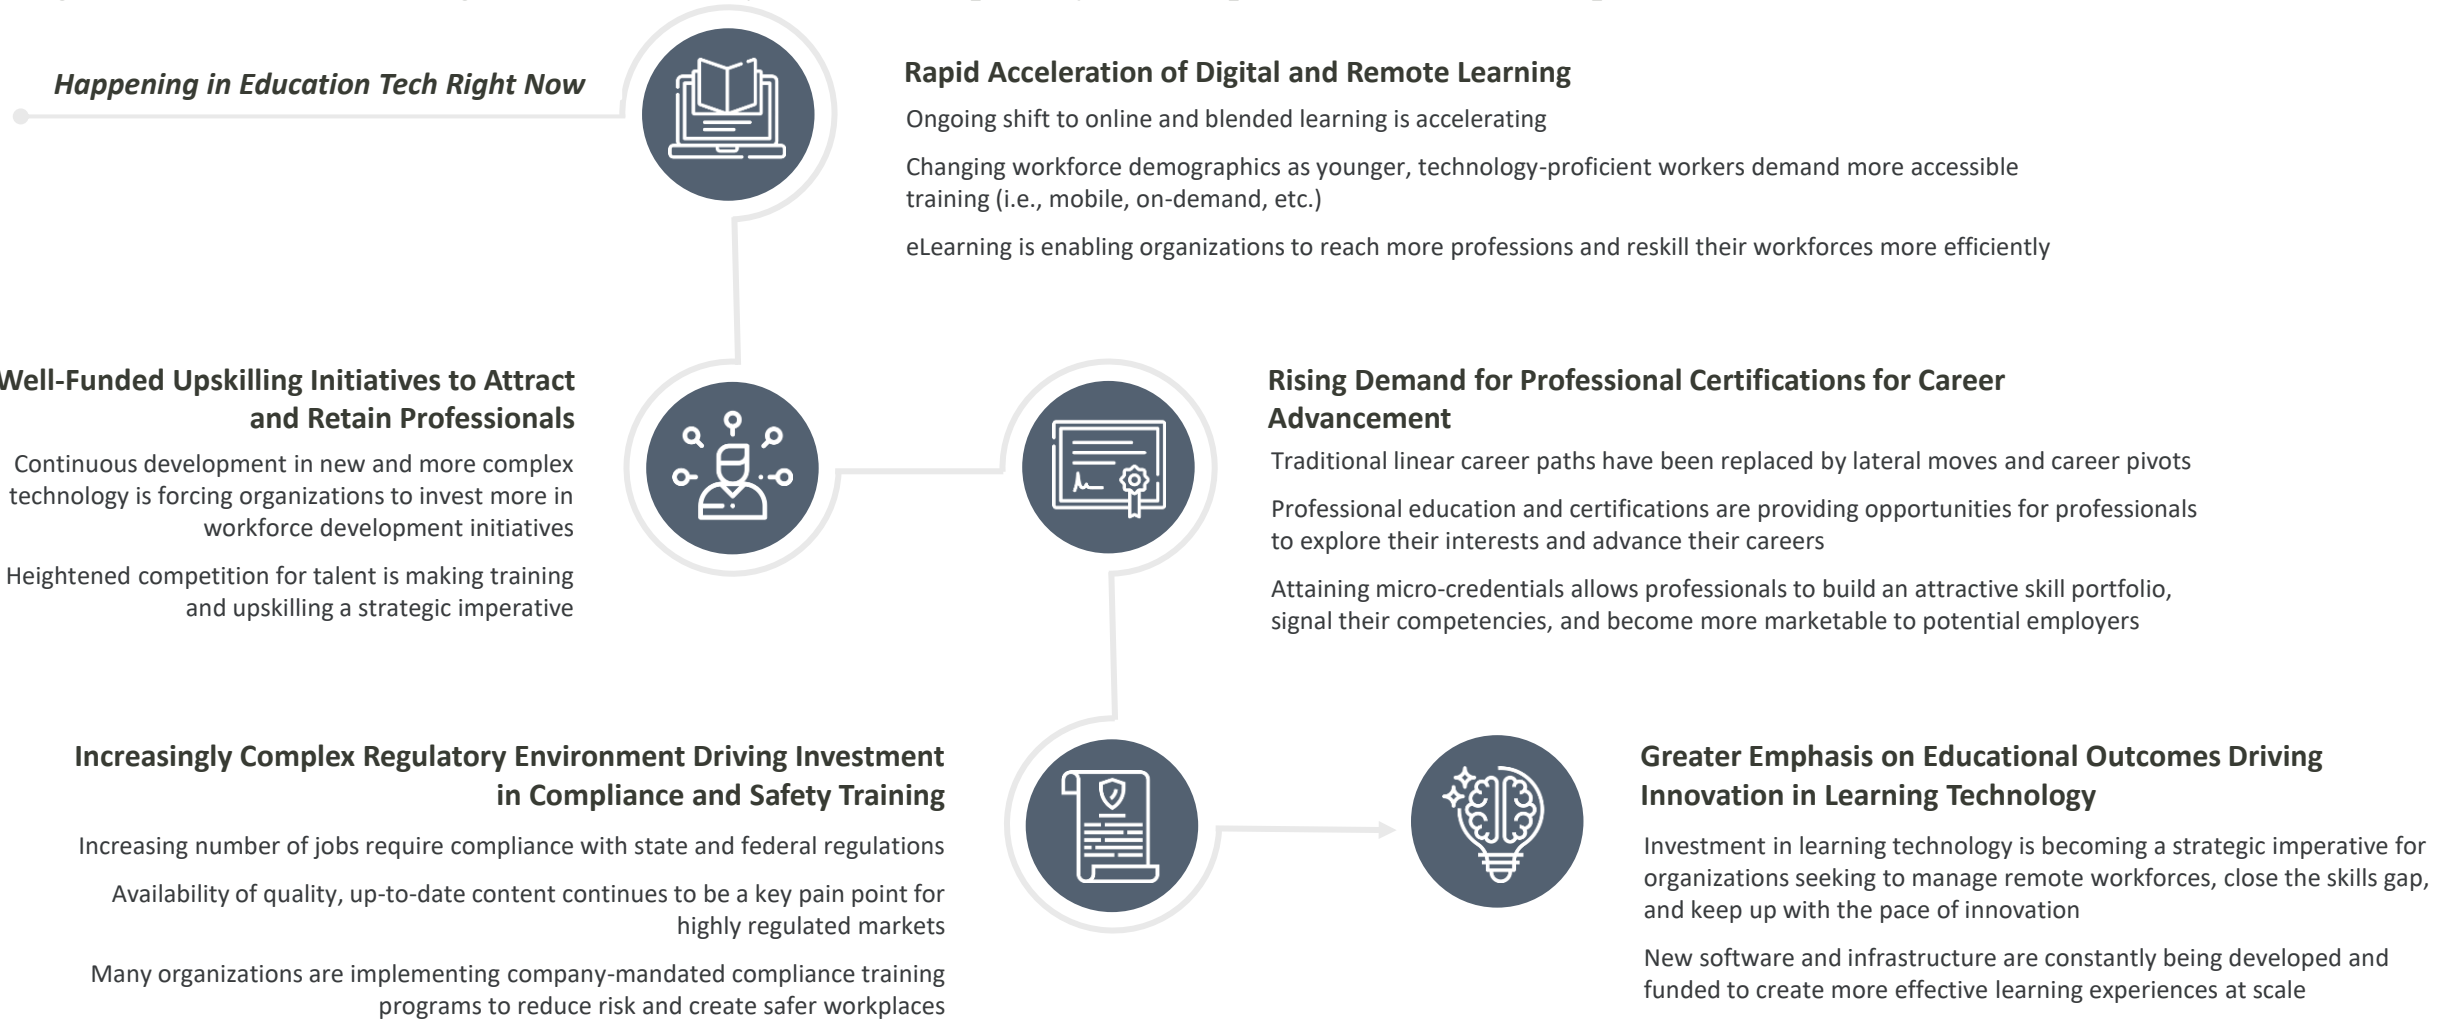 Happening in Education Tech Right Now
Rapid Acceleration of Digital and Remote Learning
Ongoing shift to online and blended learning is accelerating
Changing workforce demographics as younger, technology-proficient workers demand more accessible
training (i.e., mobile, on-demand, etc.)
eLearning is enabling organizations to reach more professions and reskill their workforces more efficiently
Well-Funded Upskilling Initiatives to Attract
and Retain Professionals
Continuous development in new and more complex
technology is forcing organizations to invest more in
workforce development initiatives
Heightened competition for talent is making training
and upskilling a strategic imperative
Rising Demand for Professional Certifications for Career
Advancement
Traditional linear career paths have been replaced by lateral moves and career pivots
Professional education and certifications are providing opportunities for professionals
to explore their interests and advance their careers
Attaining micro-credentials allows professionals to build an attractive skill portfolio,
signal their competencies, and become more marketable to potential employers
Increasingly Complex Regulatory Environment Driving Investment
in Compliance and Safety Training
Increasing number of jobs require compliance with state and federal regulations
Availability of quality, up-to-date content continues to be a key pain point for
highly regulated markets
Many organizations are implementing company-mandated compliance training
programs to reduce risk and create safer workplaces
Greater Emphasis on Educational Outcomes Driving
Innovation in Learning Technology
Investment in learning technology is becoming a strategic imperative for
organizations seeking to manage remote workforces, close the skills gap,
and keep up with the pace of innovation
New software and infrastructure are constantly being developed and
funded to create more effective learning experiences at scale